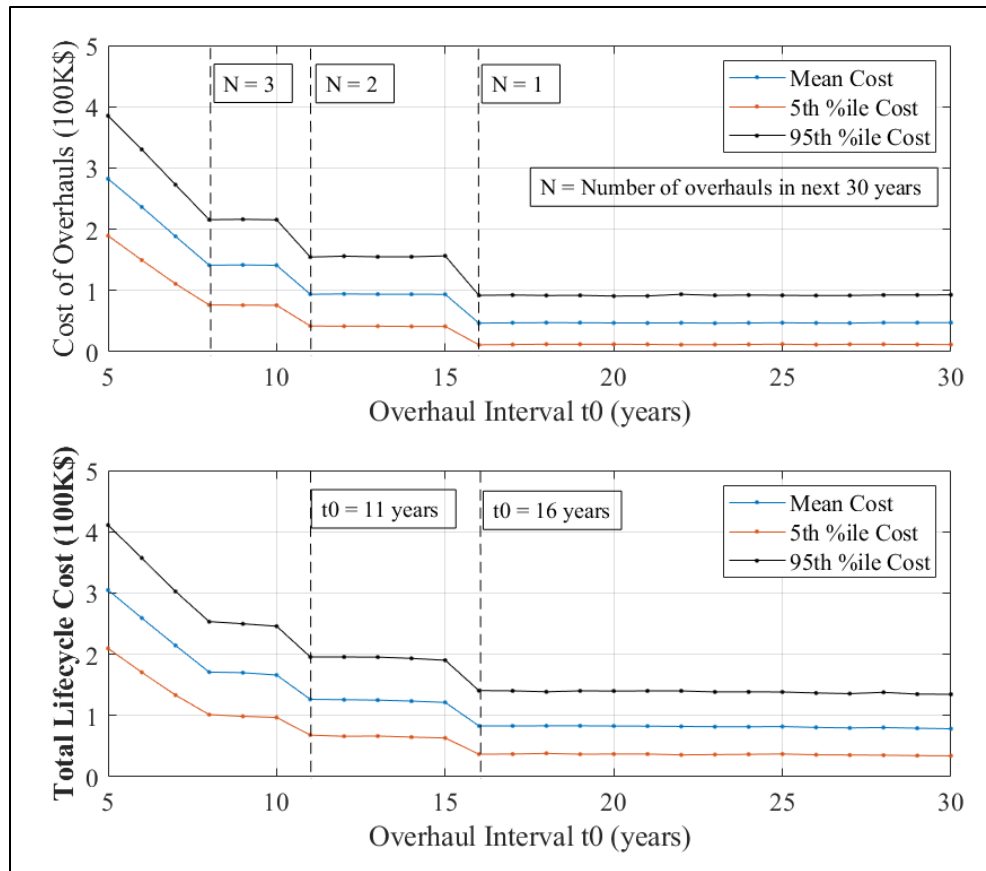 Cost of Overhauls (100K$)
5
4
3
2
1
0
N = 3
N = 2
N = 1
Mean Cost
5th %ile Cost
95th %ile Cost
N = Number of overhauls in next 30 years
5 10 15 20 25 30
Overhaul Interval t0 (years)
Total Lifecycle Cost (100K$)
5
4
3
2
1
0
t0 = 11 years
t0 = 16 years
Mean Cost
5th %ile Cost
95th %ile Cost
5 10 15 20 25 30
Overhaul Interval t0 (years)